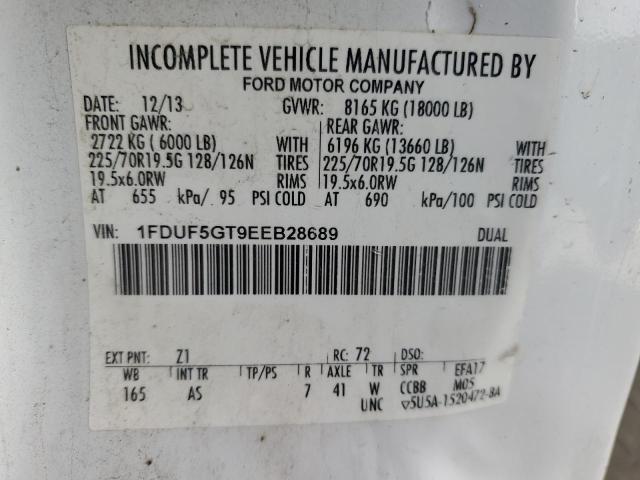 INCOMPLETE VEHICLE MANUFACTURED BY
FORD MOTOR COMPANY
DATE: 12/13 GVWR: 8165 KG (18000 LB)
FRONT GAWR: REAR GAWR:
2722 KG ( 6000 LB) WITH 6196 KG (13660 LB) WITH
225/70R19.5G 128/126N TIRES 225/70R19.5G 128/126N TIRES
19.5x6.0RW RIMS 19.5x6.0RW RIMS
AT 655 kPa/ 95 PSI COLD AT 690 kPa/100 PSI COLD
VIN: 1FDUF5GT9EEB28689 DUAL
EXT PNT: Z1 RC: 72 DSO:
WB INT TR TP/PS R AXLE TR SPR EFA17
165 AS 7 41 W CCBB M05
UNC ▽5U5A-1520472-BA